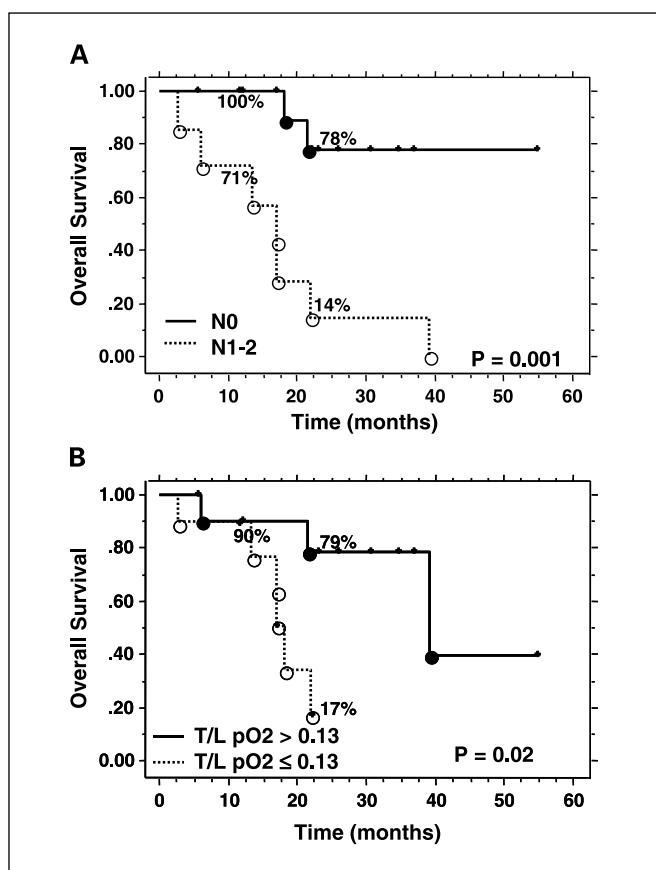 A
1.00
.80
.60
.40
.20
0.00
Overall Survival
100%
78%
71%
14%
N0
N1-2
P = 0.001
0 10 20 30 40 50 60
Time (months)
B
1.00
.80
.60
.40
.20
0.00
Overall Survival
90%
79%
17%
T/L pO2 > 0.13
T/L pO2 ≤ 0.13
P = 0.02
0 10 20 30 40 50 60
Time (months)